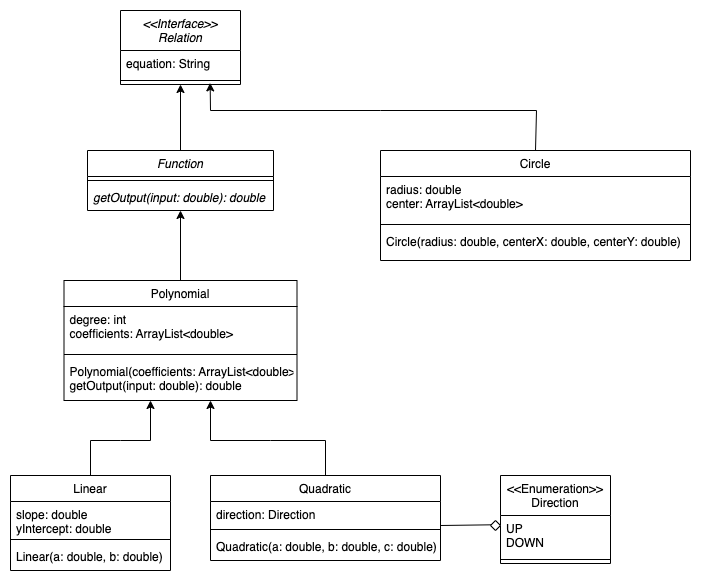 <<Interface>>
Relation
equation: String
Function
getOutput(input: double): double
Circle
radius: double
center: ArrayList<double>
Circle(radius: double, centerX: double, centerY: double)
Polynomial
degree: int
coefficients: ArrayList<double>
Polynomial(coefficients: ArrayList<double>
getOutput(input: double): double
Linear
slope: double
yIntercept: double
Linear(a: double, b: double)
Quadratic
direction: Direction
Quadratic(a: double, b: double, c: double)
<<Enumeration>>
Direction
UP
DOWN